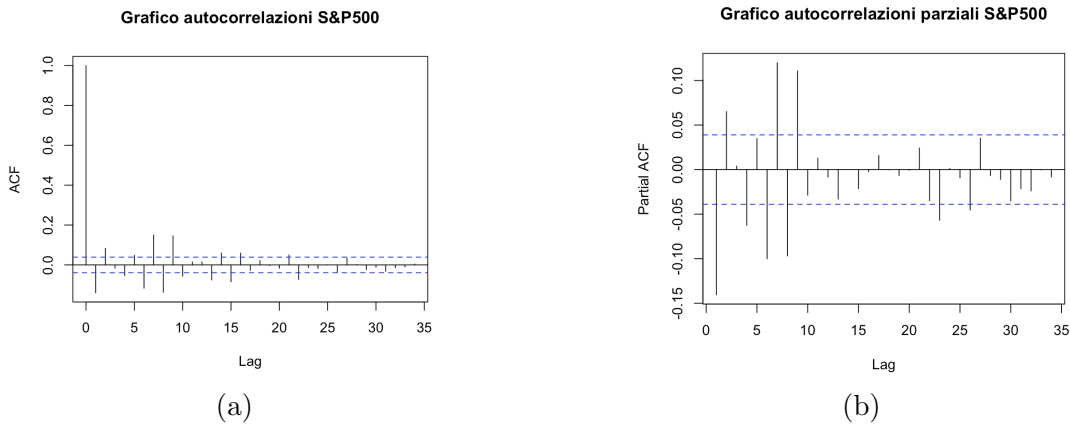 Grafico autocorrelazioni S&P500
ACF
0.0 0.2 0.4 0.6 0.8 1.0
0 5 10 15 20 25 30 35
Lag
(a)
Grafico autocorrelazioni parziali S&P500
Partial ACF
-0.15 -0.10 -0.05 0.00 0.05 0.10
0 5 10 15 20 25 30 35
Lag
(b)